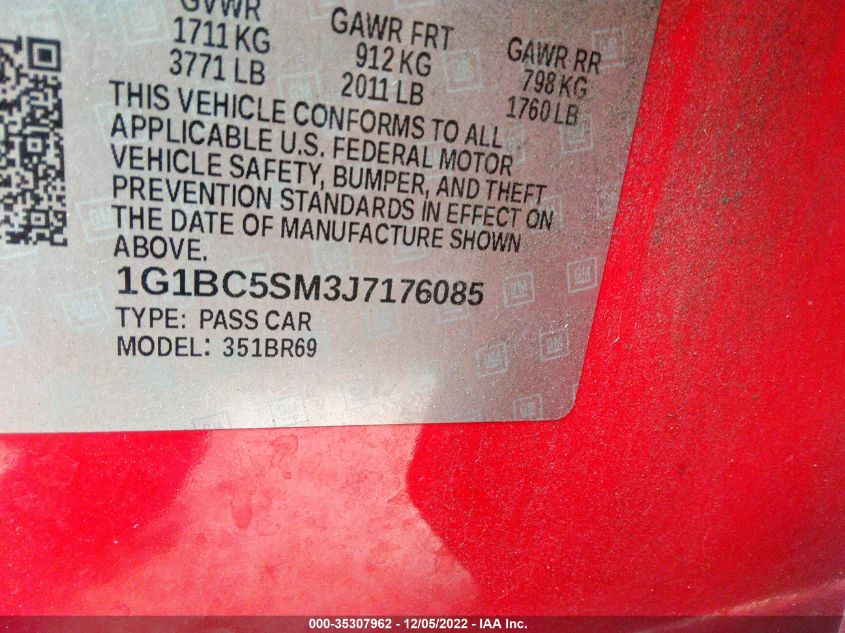 GVWR GAWR FRT GAWR RR
1711 KG 912 KG 798 KG
3771 LB 2011 LB 1760 LB
THIS VEHICLE CONFORMS TO ALL
APPLICABLE U.S. FEDERAL MOTOR
VEHICLE SAFETY, BUMPER, AND THEFT
PREVENTION STANDARDS IN EFFECT ON
THE DATE OF MANUFACTURE SHOWN
ABOVE.
1G1BC5SM3J7176085
TYPE: PASS CAR
MODEL: 351BR69
000-35307962 - 12/05/2022 - IAA Inc.